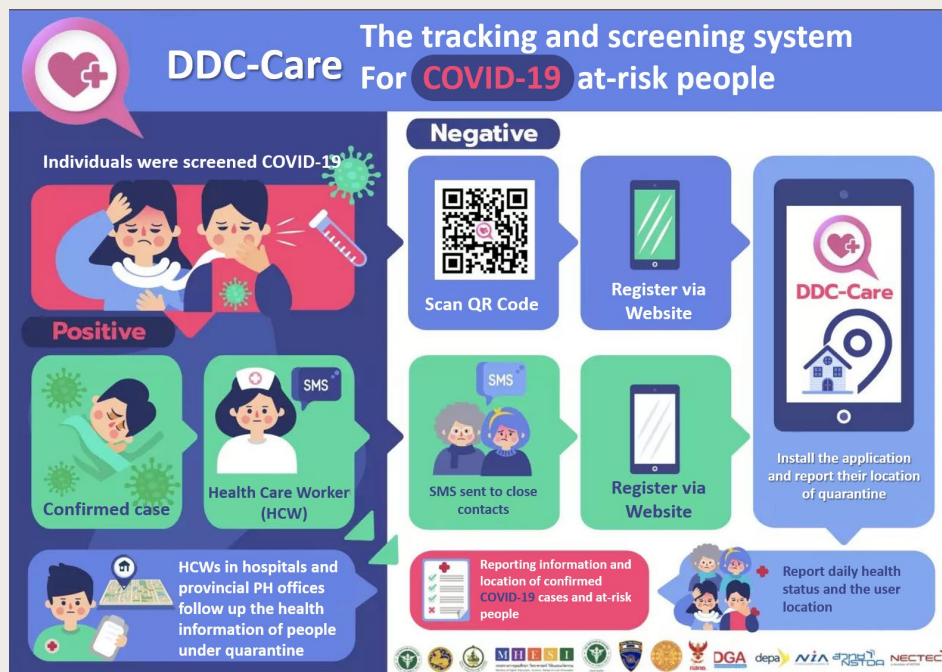 DDC-Care
The tracking and screening system
For COVID-19 at-risk people
Individuals were screened COVID-19
Negative
Scan QR Code
Register via
Website
DDC-Care
Install the application
and report their location
of quarantine
Positive
Confirmed case
SMS
Health Care Worker
(HCW)
SMS
SMS sent to close
contacts
Register via
Website
HCWs in hospitals and
provincial PH offices
follow up the health
information of people
under quarantine
Reporting information and
location of confirmed
COVID-19 cases and at-risk
people
Report daily health
status and the user
location
MHESI
DGA
depa
NIA
NSTDA
NECTEC